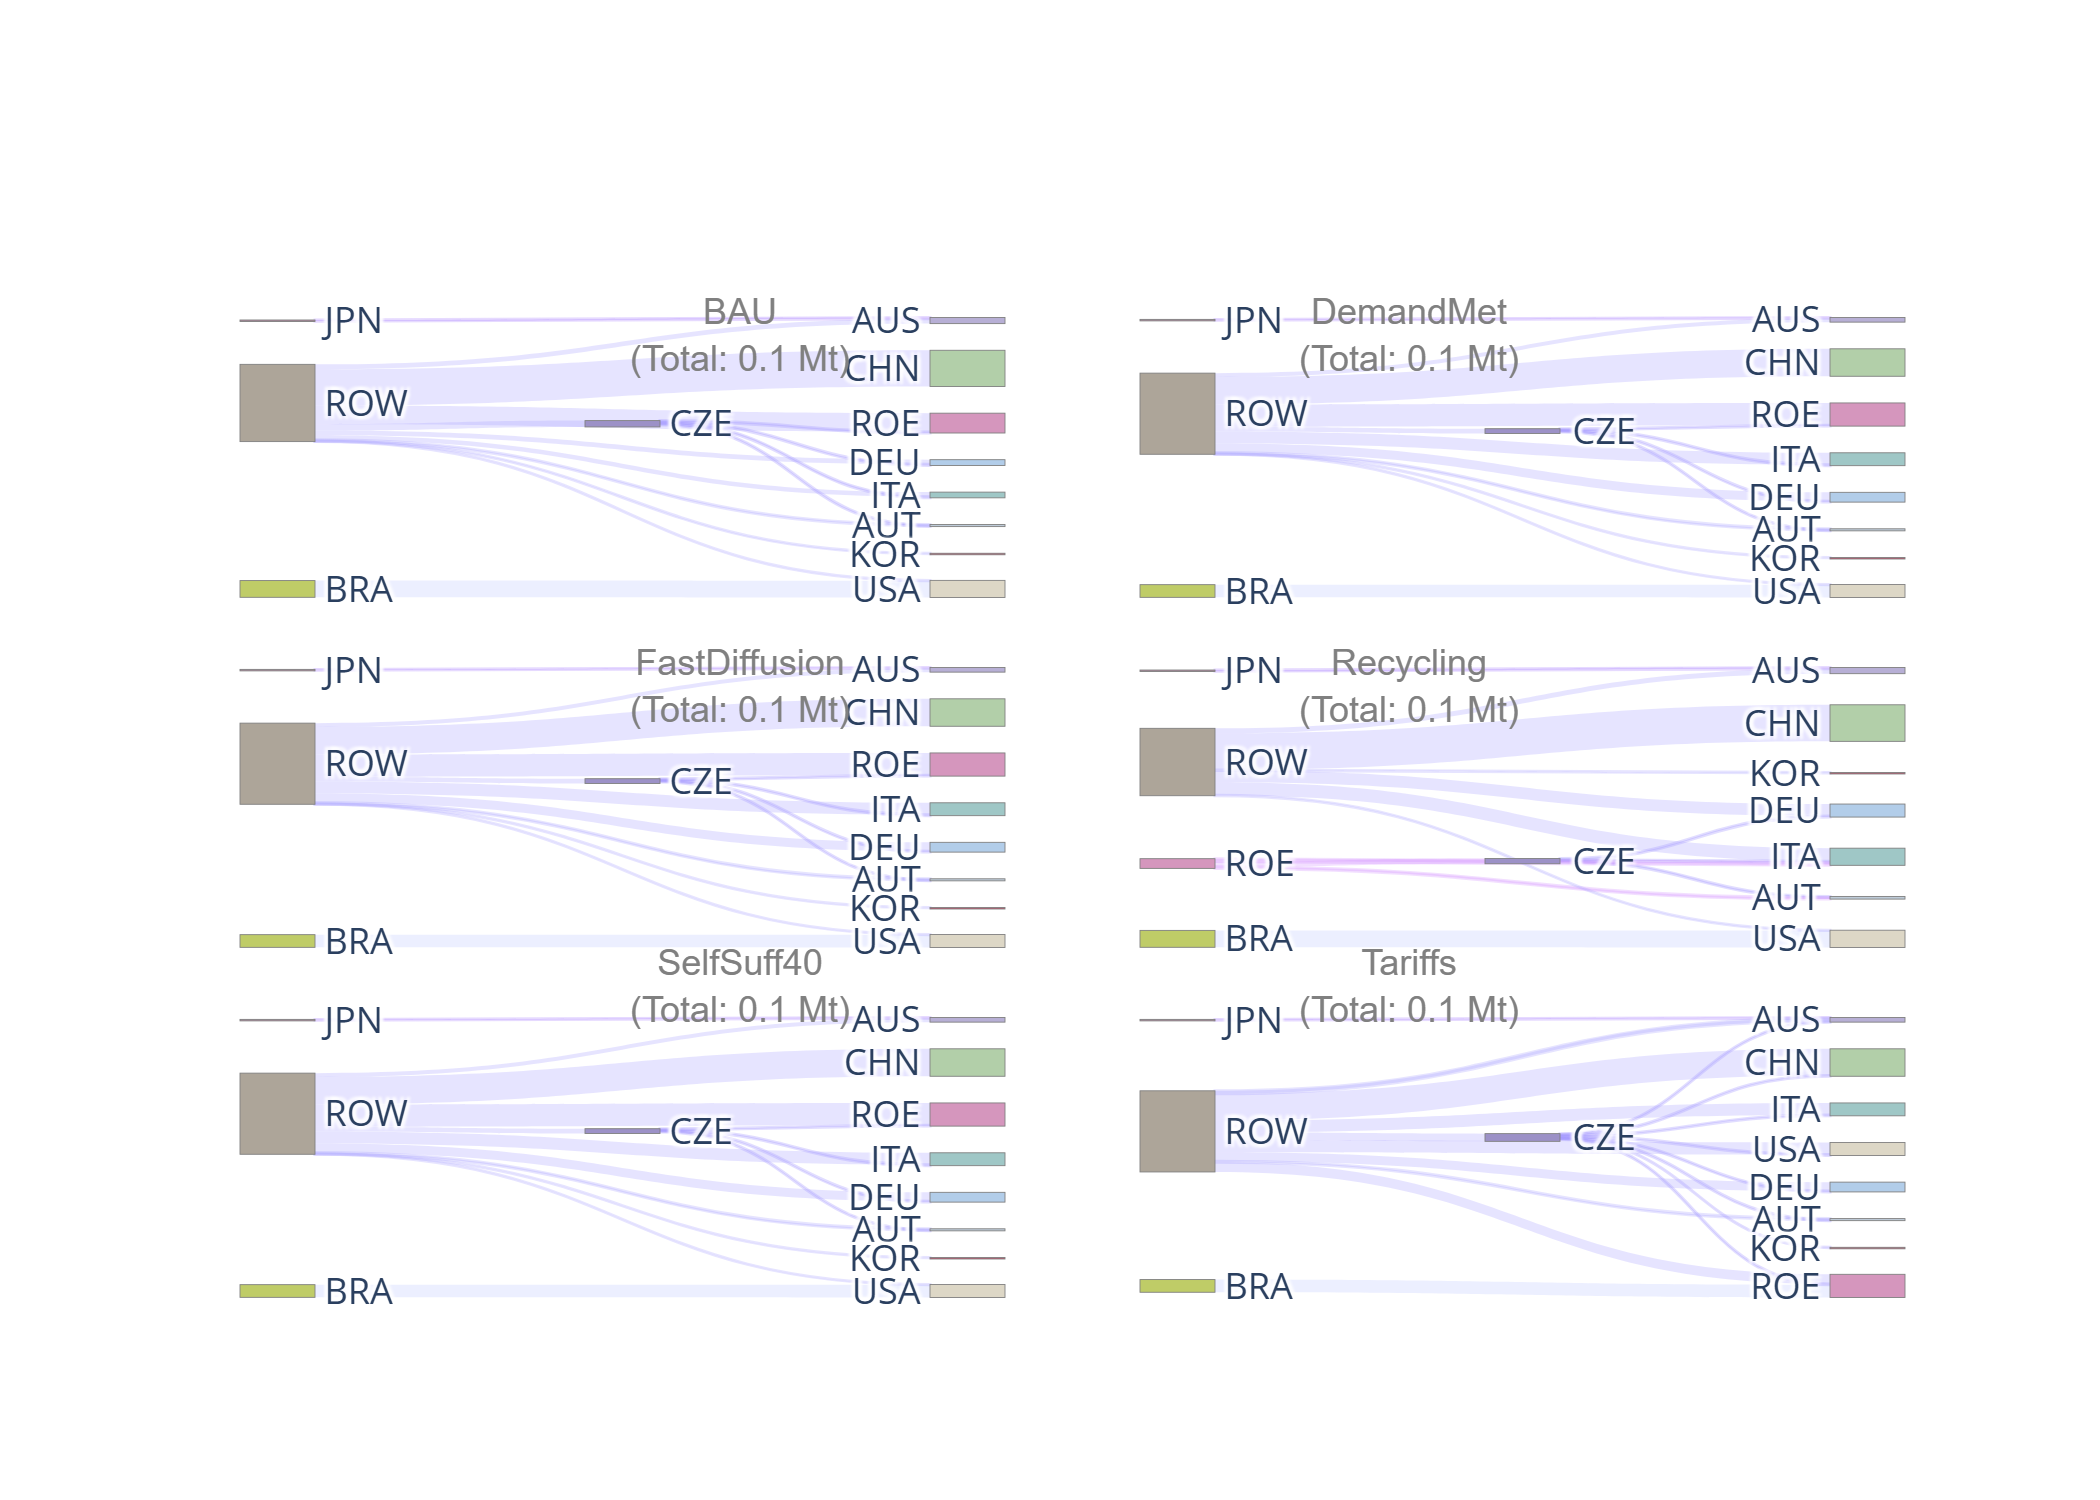 BAU
(Total: 0.1 Mt)
JPN
ROW
BRA
CZE
AUS
CHN
ROE
DEU
ITA
AUT
KOR
USA
DemandMet
(Total: 0.1 Mt)
JPN
ROW
BRA
CZE
AUS
CHN
ROE
ITA
DEU
AUT
KOR
USA
FastDiffusion
(Total: 0.1 Mt)
JPN
ROW
BRA
CZE
AUS
CHN
ROE
ITA
DEU
AUT
KOR
USA
Recycling
(Total: 0.1 Mt)
JPN
ROW
ROE
BRA
CZE
AUS
CHN
KOR
DEU
ITA
AUT
USA
SelfSuff40
(Total: 0.1 Mt)
JPN
ROW
BRA
CZE
AUS
CHN
ROE
ITA
DEU
AUT
KOR
USA
Tariffs
(Total: 0.1 Mt)
JPN
ROW
BRA
CZE
AUS
CHN
ITA
USA
DEU
AUT
KOR
ROE